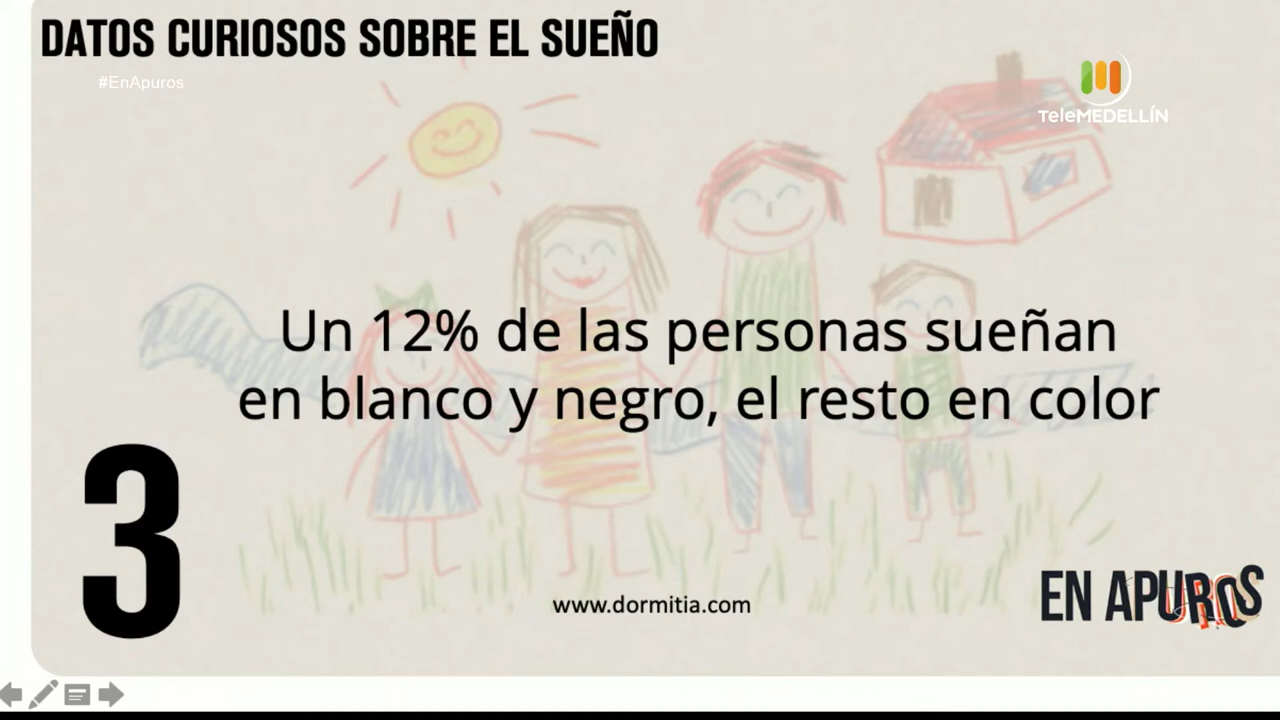 DATOS CURIOSOS SOBRE EL SUEÑO
#EnApuros
TeleMEDELLÍN
Un 12% de las personas sueñan
en blanco y negro, el resto en color
3
www.dormitia.com
EN APUROS